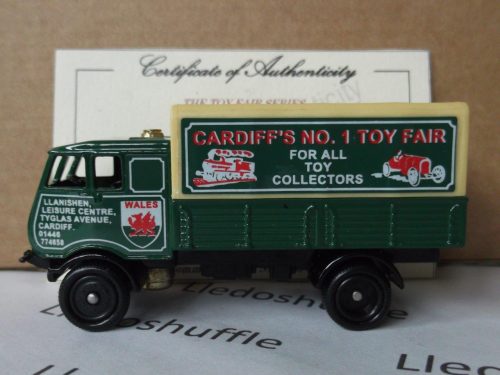 Certificate of Authenticity
THE TOY FAIR SERIES
CARDIFF'S NO. 1 TOY FAIR
FOR ALL
TOY
COLLECTORS
LLANISHEN,
LEISURE CENTRE,
TYGLAS AVENUE,
CARDIFF.
01446
774658
WALES
Lledoshuffle
Lledoshuffle